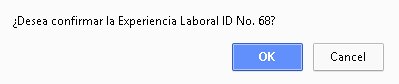 ¿Desea confirmar la Experiencia Laboral ID No. 68?
OK Cancel